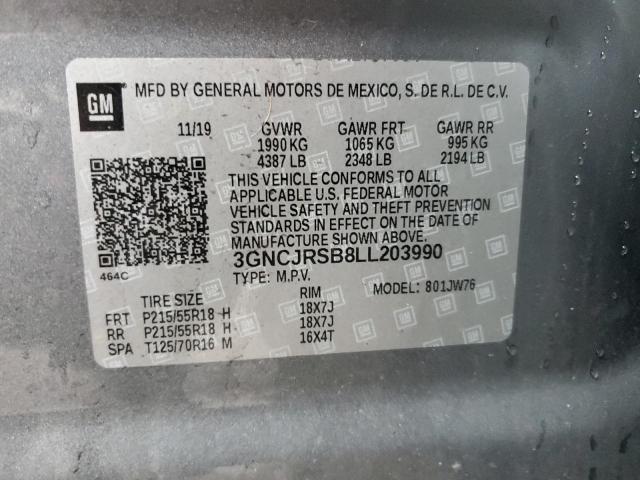 GM
MFD BY GENERAL MOTORS DE MEXICO, S. DE R.L. DE C.V.
11/19 GVWR GAWR FRT GAWR RR
1990 KG 1065 KG 995 KG
4387 LB 2348 LB 2194 LB
THIS VEHICLE CONFORMS TO ALL
APPLICABLE U.S. FEDERAL MOTOR
VEHICLE SAFETY AND THEFT PREVENTION
STANDARDS IN EFFECT ON THE DATE OF
MANUFACTURE SHOWN ABOVE.
464C
3GNCJRSB8LL203990
TYPE: M.P.V. MODEL: 801JW76
TIRE SIZE RIM
FRT P215/55R18 H 18X7J
RR P215/55R18 H 18X7J
SPA T125/70R16 M 16X4T